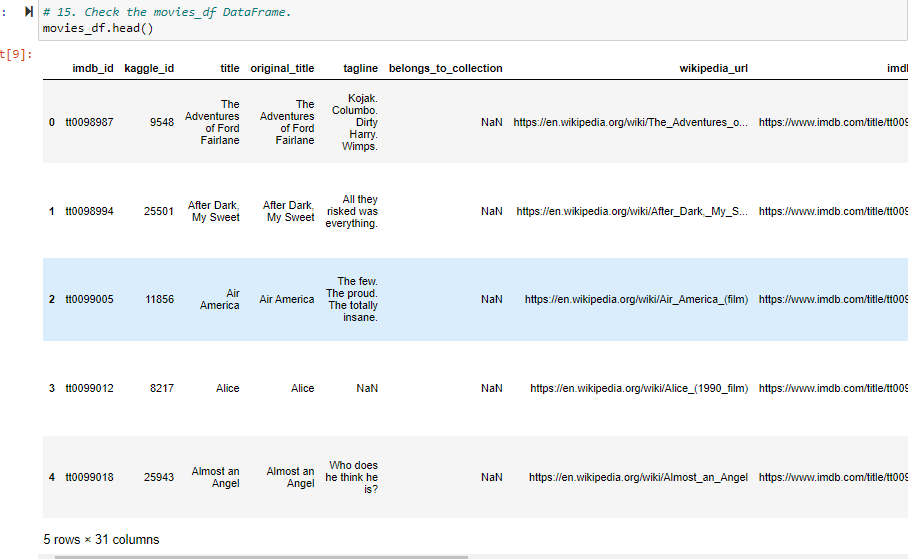 :
# 15. Check the movies_df DataFrame.
movies_df.head()
t[9]:
imdb_id kaggle_id title original_title tagline belongs_to_collection wikipedia_url imdl
0 tt0098987 9548 The Adventures of Ford Fairlane The Adventures of Ford Fairlane Kojak. Columbo. Dirty Harry. Wimps. NaN https://en.wikipedia.org/wiki/The_Adventures_o... https://www.imdb.com/title/tt009
1 tt0098994 25501 After Dark, My Sweet After Dark, My Sweet All they risked was everything. NaN https://en.wikipedia.org/wiki/After_Dark,_My_S... https://www.imdb.com/title/tt009
2 tt0099005 11856 Air America Air America The few. The proud. The totally insane. NaN https://en.wikipedia.org/wiki/Air_America_(film) https://www.imdb.com/title/tt009
3 tt0099012 8217 Alice Alice NaN NaN https://en.wikipedia.org/wiki/Alice_(1990_film) https://www.imdb.com/title/tt009
4 tt0099018 25943 Almost an Angel Almost an Angel Who does he think he is? NaN https://en.wikipedia.org/wiki/Almost_an_Angel https://www.imdb.com/title/tt009
5 rows × 31 columns